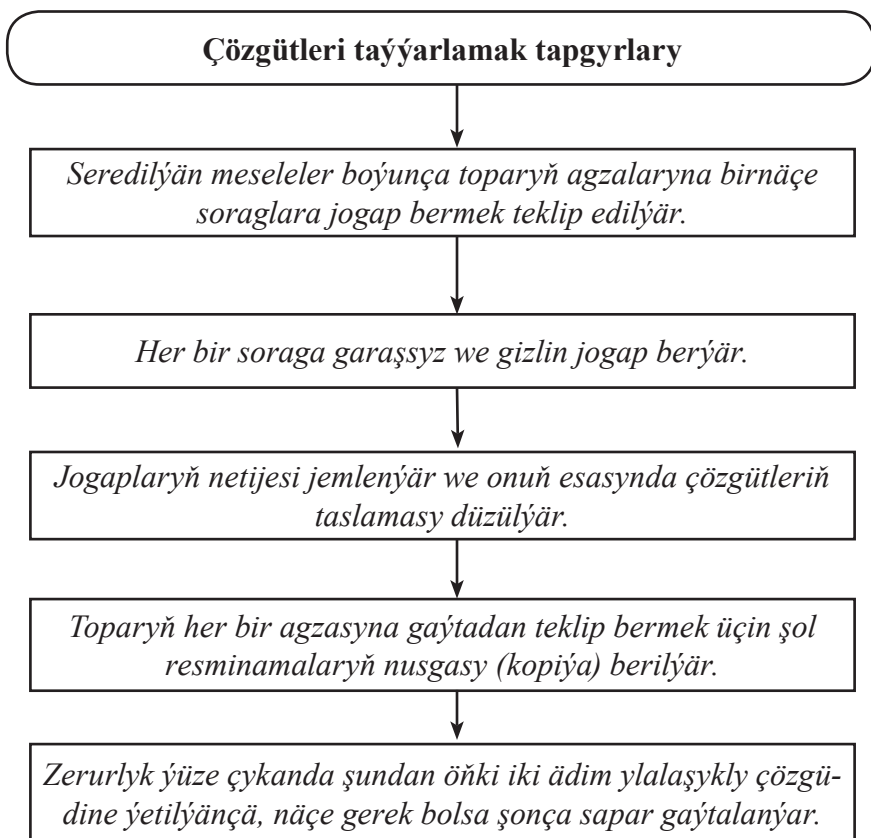 Çözgütleri taýýarlamak tapgyrlary
Seredilýän meseleler boýunça toparyň agzalaryna birnäçe
soraglara jogap bermek teklip edilýär.
Her bir soraga garaşsyz we gizlin jogap berýär.
Jogaplaryň netijesi jemlenýär we onuň esasynda çözgütleriň
taslamasy düzülýär.
Toparyň her bir agzasyna gaýtadan teklip bermek üçin şol
resminamalaryň nusgasy (kopiýa) berilýär.
Zerurlyk ýüze çykanda şundan öňki iki ädim ylalaşykly çözgü-
dine ýetilýänçä, näçe gerek bolsa şonça sapar gaýtalanýar.